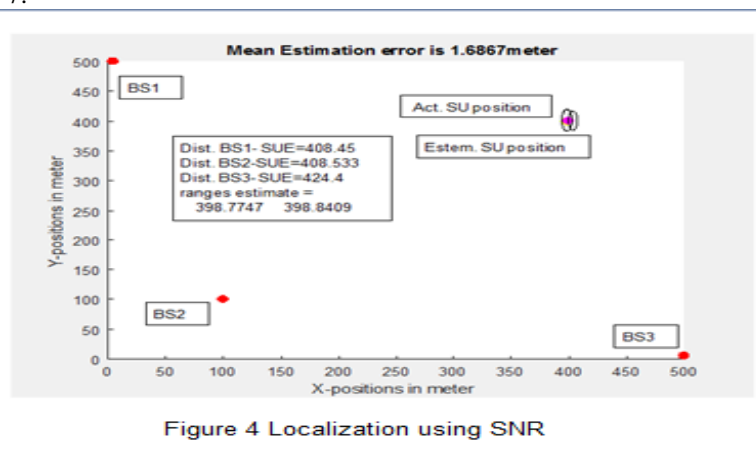 Mean Estimation error is 1.6867meter
500
450
400
350
300
250
200
150
100
50
0
Y-positions in meter
BS1
Act. SU position
Estem. SU position
Dist. BS1- SUE=408.45
Dist. BS2-SUE=408.533
Dist. BS3- SUE=424.4
ranges estimate =
398.7747 398.8409
BS2
BS3
0 50 100 150 200 250 300 350 400 450 500
X-positions in meter
Figure 4 Localization using SNR